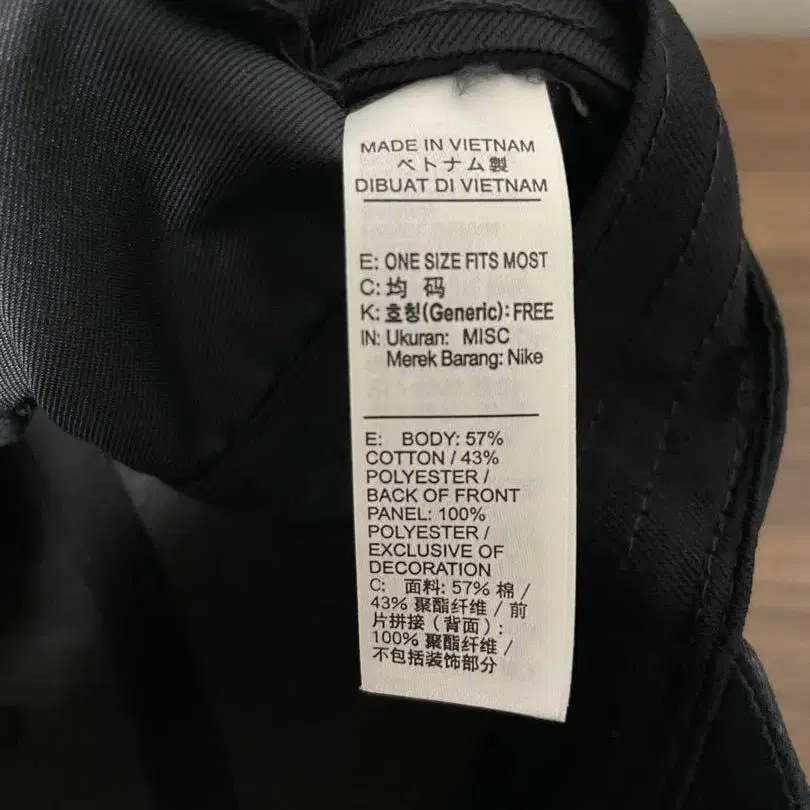 MADE IN VIETNAM
ベトナム製
DIBUAT DI VIETNAM
E: ONE SIZE FITS MOST
C: 均 码
K: 호칭(Generic): FREE
IN: Ukuran: MISC
Merek Barang: Nike
E: BODY: 57%
COTTON / 43%
POLYESTER /
BACK OF FRONT
PANEL: 100%
POLYESTER /
EXCLUSIVE OF
DECORATION
C: 面料: 57% 棉 /
43% 聚酯纤维 / 前
片拼接（背面）:
100% 聚酯纤维 /
不包括装饰部分